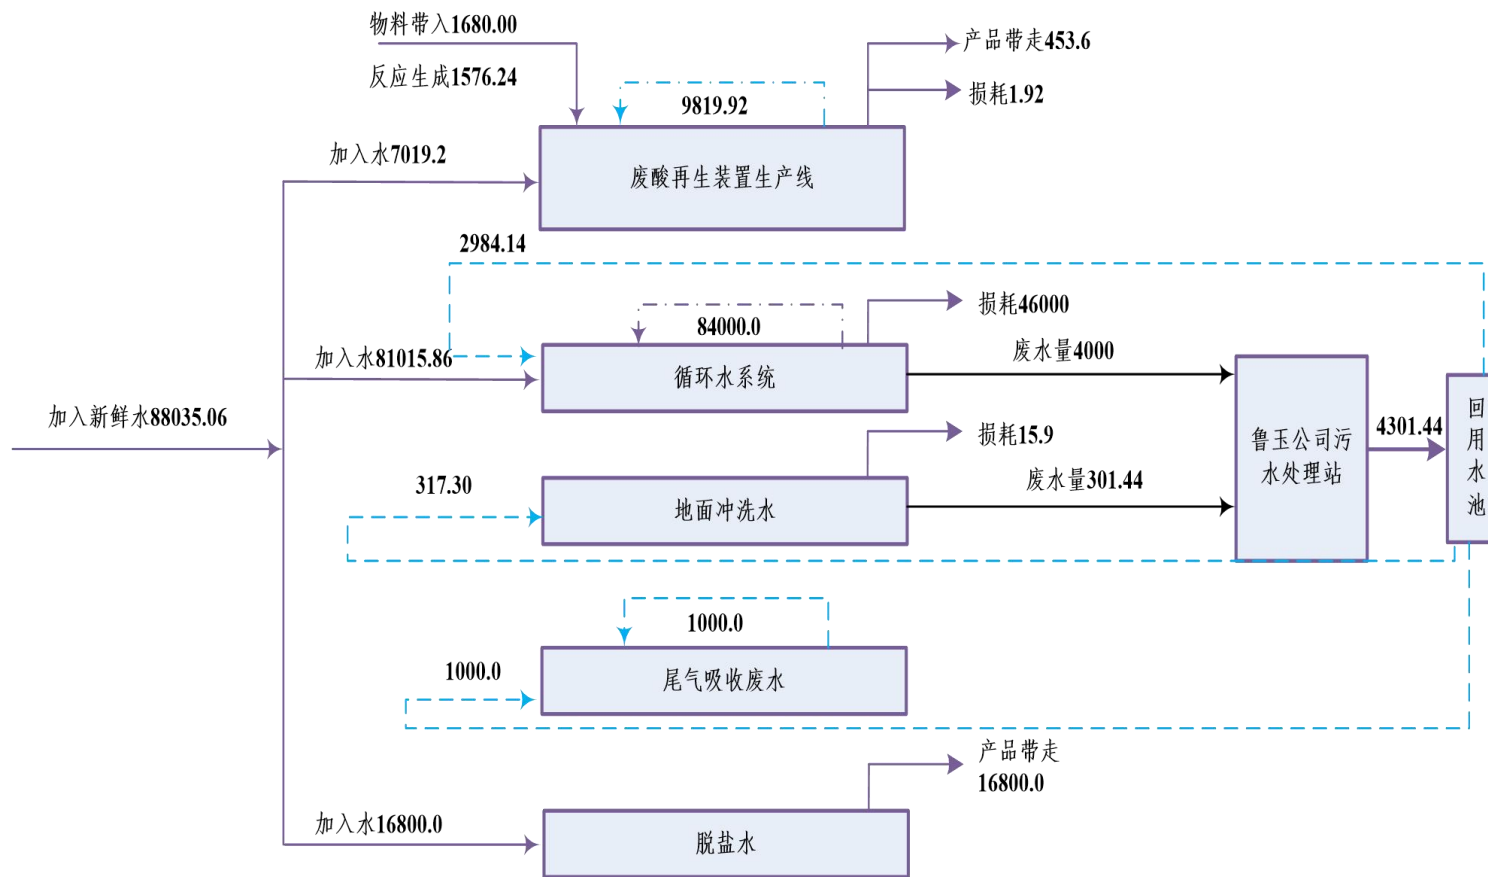 物料带入1680.00
反应生成1576.24
产品带走453.6
损耗1.92
9819.92
加入水7019.2
废酸再生装置生产线
2984.14
损耗46000
84000.0
加入水81015.86
循环水系统
废水量4000
加入新鲜水88035.06
损耗15.9
4301.44
鲁玉公司污
水处理站
回
用
水
池
317.30
地面冲洗水
废水量301.44
1000.0
1000.0
尾气吸收废水
产品带走
16800.0
加入水16800.0
脱盐水